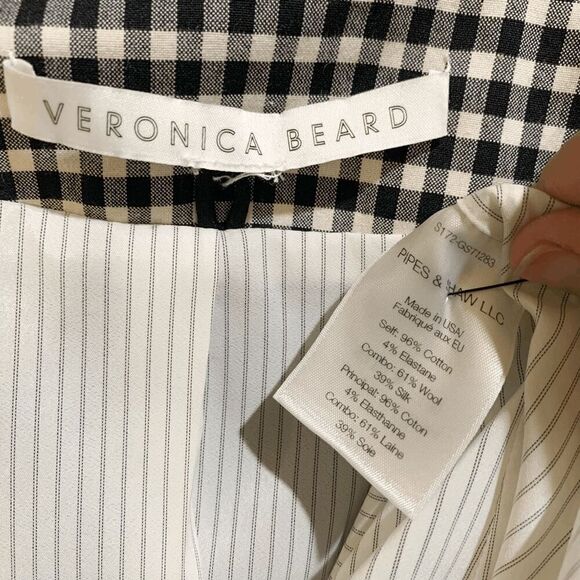 VERONICA BEARD
S172-GS71283
PIPES & SHAW LLC
Made in USA/
Fabriqué aux EU
Self: 96% Cotton
4% Elastane
Combo: 61% Wool
39% Silk
Principal: 96% Coton
4% Elasthanne
Combo: 61% Laine
39% Soie